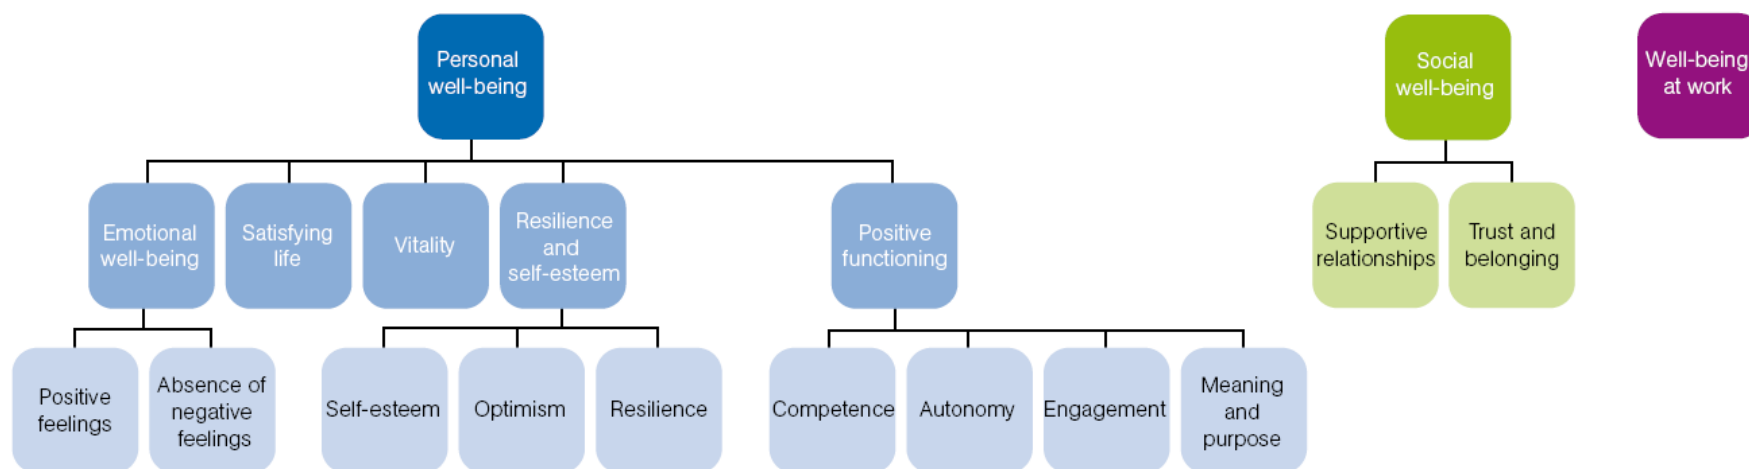 Personal
well-being
Social
well-being
Well-being
at work
Emotional
well-being
Satisfying
life
Vitality
Resilience
and
self-esteem
Positive
functioning
Supportive
relationships
Trust and
belonging
Positive
feelings
Absence of
negative
feelings
Self-esteem
Optimism
Resilience
Competence
Autonomy
Engagement
Meaning
and
purpose